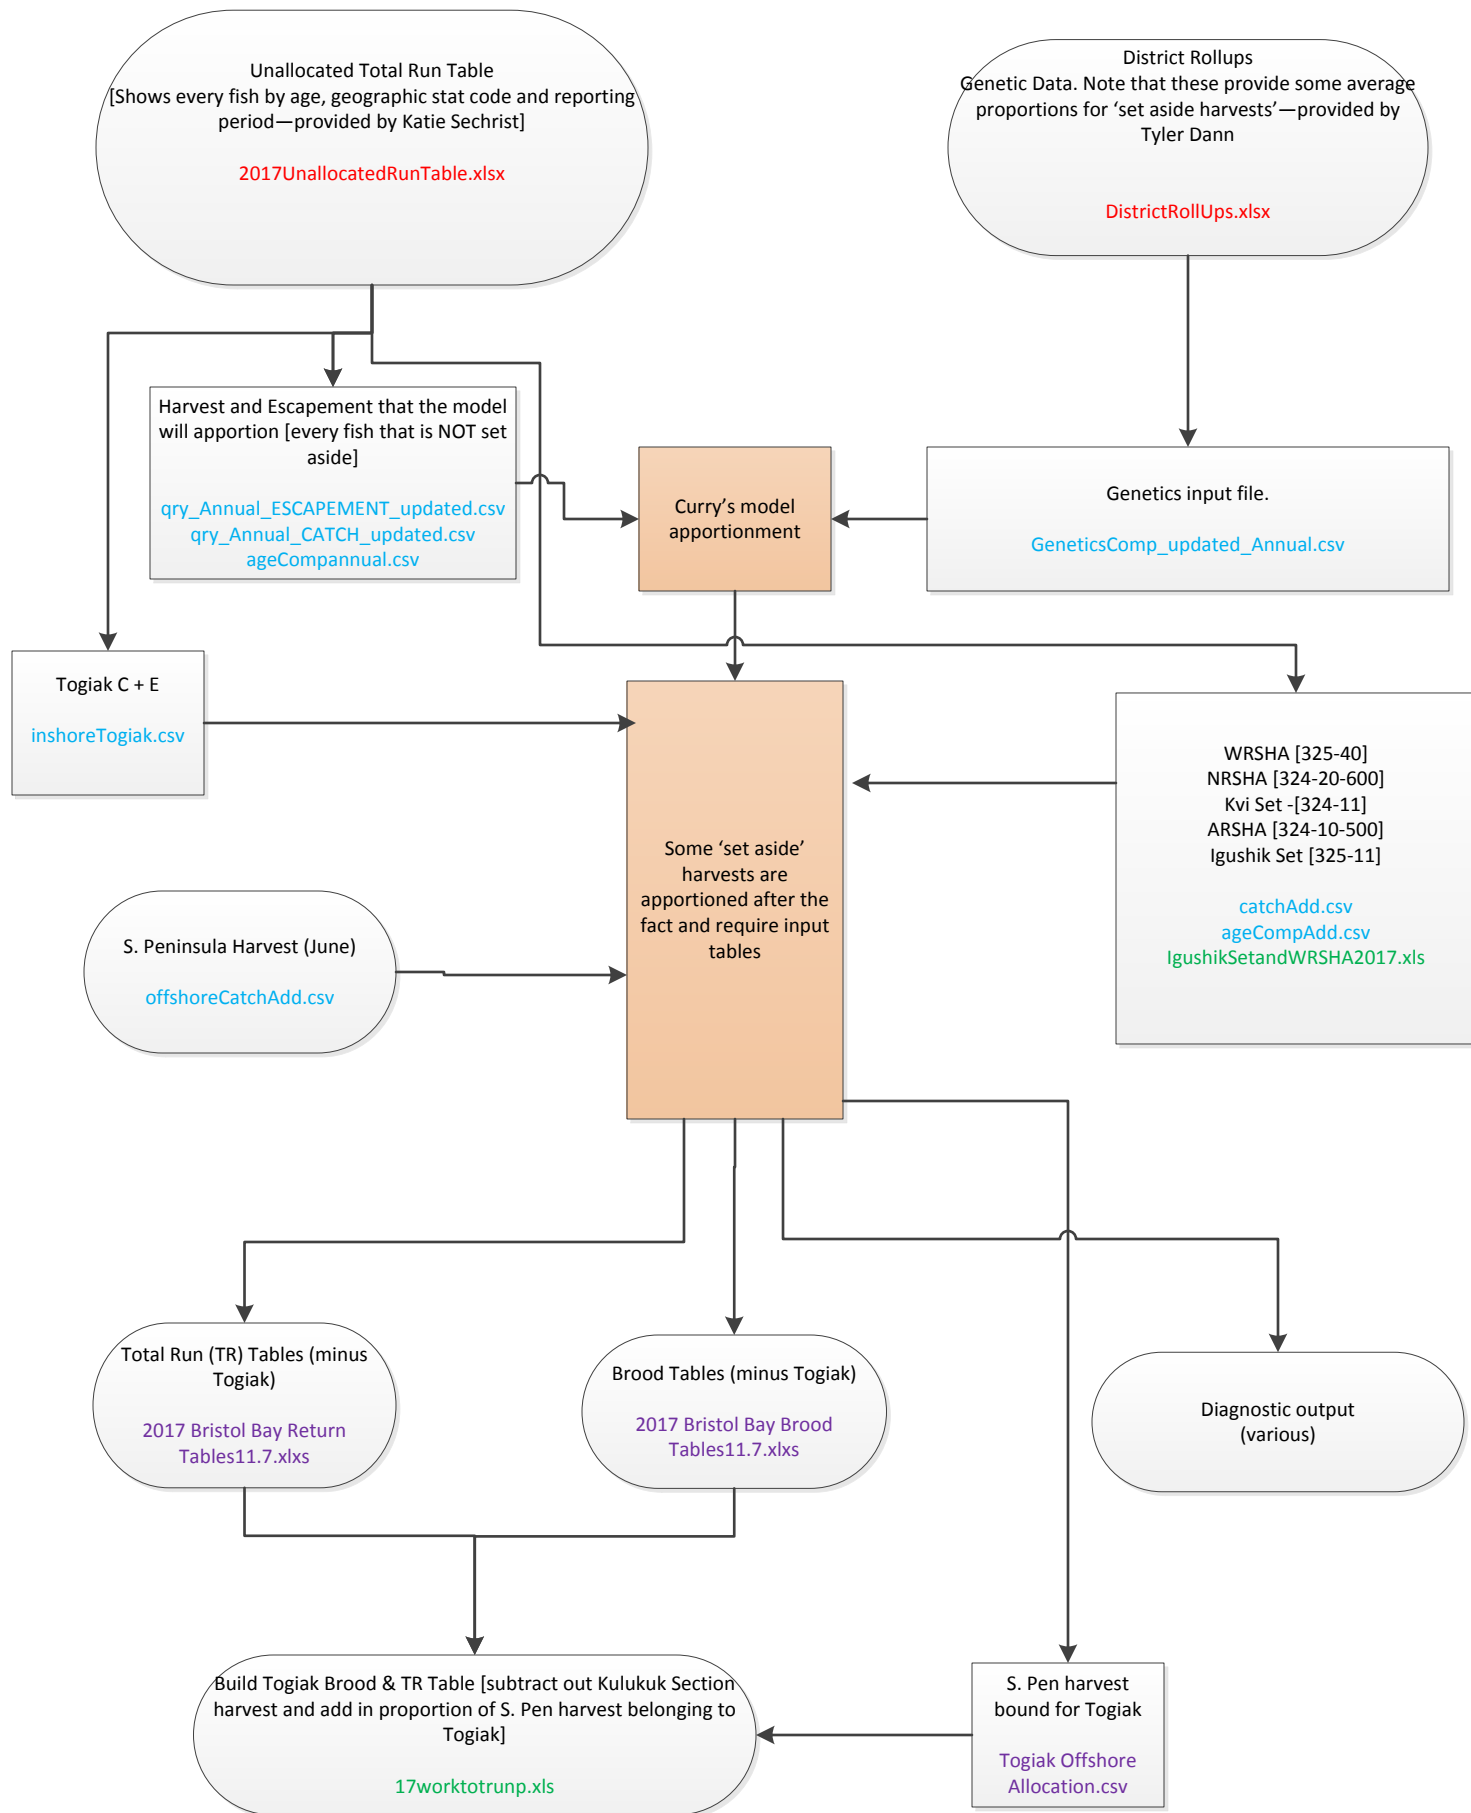 Unallocated Total Run Table
[Shows every fish by age, geographic stat code and reporting
period—provided by Katie Sechrist]
2017UnallocatedRunTable.xlsx
District Rollups
Genetic Data. Note that these provide some average
proportions for ‘set aside harvests’—provided by
Tyler Dann
DistrictRollUps.xlsx
Harvest and Escapement that the model
will apportion [every fish that is NOT set
aside]
qry_Annual_ESCAPEMENT_updated.csv
qry_Annual_CATCH_updated.csv
ageCompannual.csv
Curry’s model
apportionment
Genetics input file.
GeneticsComp_updated_Annual.csv
Togiak C + E
inshoreTogiak.csv
Some ‘set aside’
harvests are
apportioned after the
fact and require input
tables
WRSHA [325-40]
NRSHA [324-20-600]
Kvi Set -[324-11]
ARSHA [324-10-500]
Igushik Set [325-11]
catchAdd.csv
ageCompAdd.csv
IgushikSetandWRSHA2017.xls
S. Peninsula Harvest (June)
offshoreCatchAdd.csv
Total Run (TR) Tables (minus
Togiak)
2017 Bristol Bay Return
Tables11.7.xlxs
Brood Tables (minus Togiak)
2017 Bristol Bay Brood
Tables11.7.xlxs
Diagnostic output
(various)
Build Togiak Brood & TR Table [subtract out Kulukuk Section
harvest and add in proportion of S. Pen harvest belonging to
Togiak]
17worktotrunp.xls
S. Pen harvest
bound for Togiak
Togiak Offshore
Allocation.csv